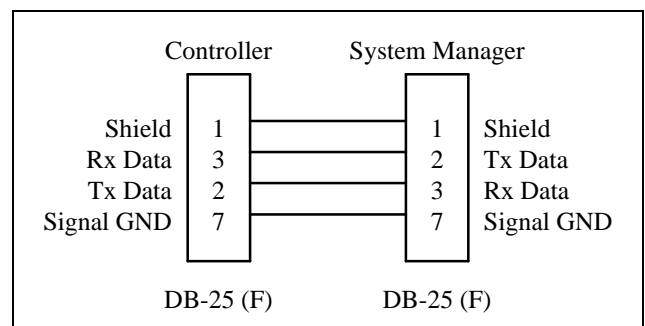 Controller System Manager
Shield 1 1 Shield
Rx Data 3 2 Tx Data
Tx Data 2 3 Rx Data
Signal GND 7 7 Signal GND
DB-25 (F) DB-25 (F)